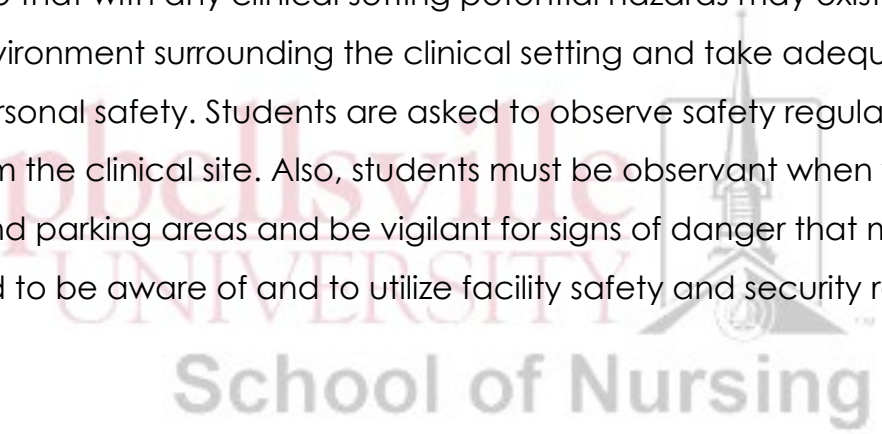 that with any clinical setting potential hazards may exist
vironment surrounding the clinical setting and take adequ
rsonal safety. Students are asked to observe safety regula
m the clinical site. Also, students must be observant when
nd parking areas and be vigilant for signs of danger that m
d to be aware of and to utilize facility safety and security r
pbellsville
UNIVERSITY
School of Nursing